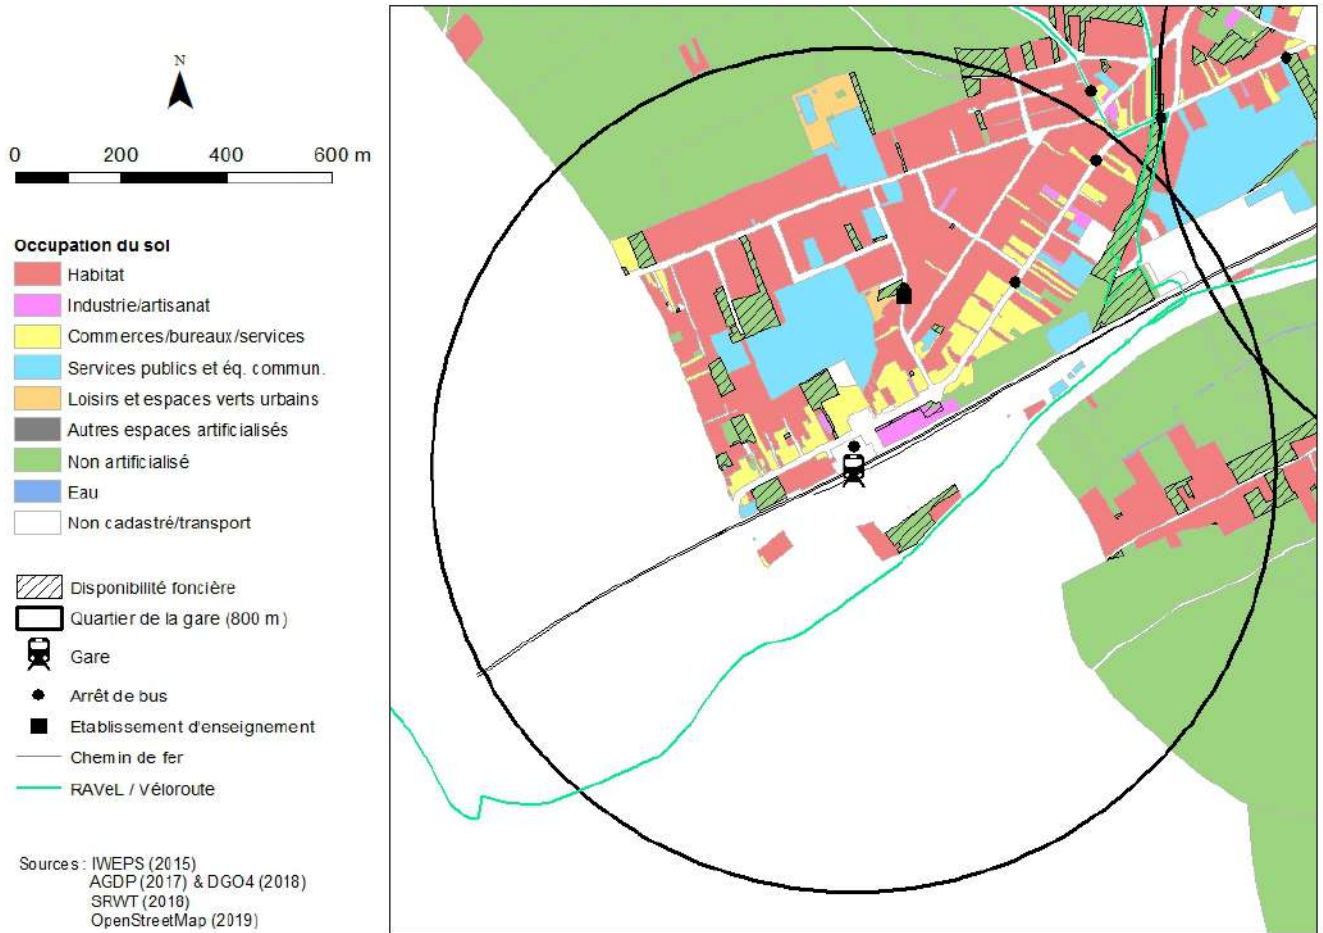 N
0 200 400 600 m
Occupation du sol
Habitat
Industrie/artisanat
Commerces/bureaux/services
Services publics et éq. commun.
Loisirs et espaces verts urbains
Autres espaces artificialisés
Non artificialisé
Eau
Non cadastré/transport
Disponibilité foncière
Quartier de la gare (800 m)
Gare
Arrêt de bus
Etablissement d'enseignement
Chemin de fer
RAVeL / Véloroute
Sources : IWEPS (2015)
AGDP (2017) & DGO4 (2018)
SRWT (2018)
OpenStreetMap (2019)